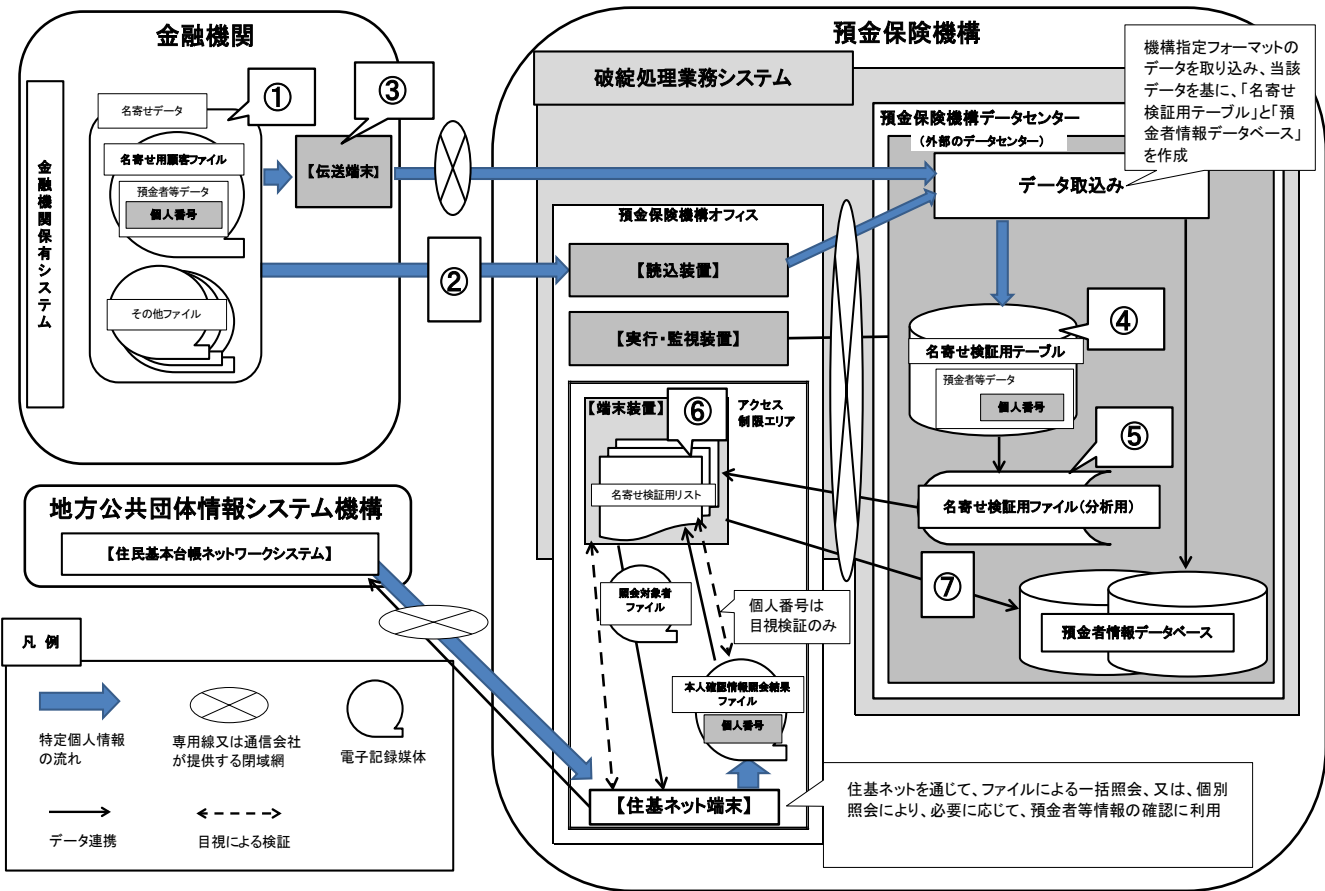 金融機関
金融機関保有システム
名寄せデータ
①
名寄せ用顧客ファイル
預金者等データ
個人番号
その他ファイル
③
【伝送端末】
②
預金保険機構
破綻処理業務システム
機構指定フォーマットの
データを取り込み、当該
データを基に、「名寄せ
検証用テーブル」と「預
金者情報データベース」
を作成
預金保険機構データセンター
(外部のデータセンター)
データ取込み
預金保険機構オフィス
【読込装置】
【実行・監視装置】
④
名寄せ検証用テーブル
預金者等データ
個人番号
⑤
名寄せ検証用ファイル(分析用)
⑦
預金者情報データベース
【端末装置】
⑥
アクセス
制限エリア
名寄せ検証用リスト
照会対象者
ファイル
個人番号は
目視検証のみ
本人確認情報照会結果
ファイル
個人番号
【住基ネット端末】
住基ネットを通じて、ファイルによる一括照会、又は、個別
照会により、必要に応じて、預金者等情報の確認に利用
地方公共団体情報システム機構
【住民基本台帳ネットワークシステム】
凡 例
特定個人情報
の流れ
専用線又は通信会社
が提供する閉域網
電子記録媒体
データ連携
目視による検証